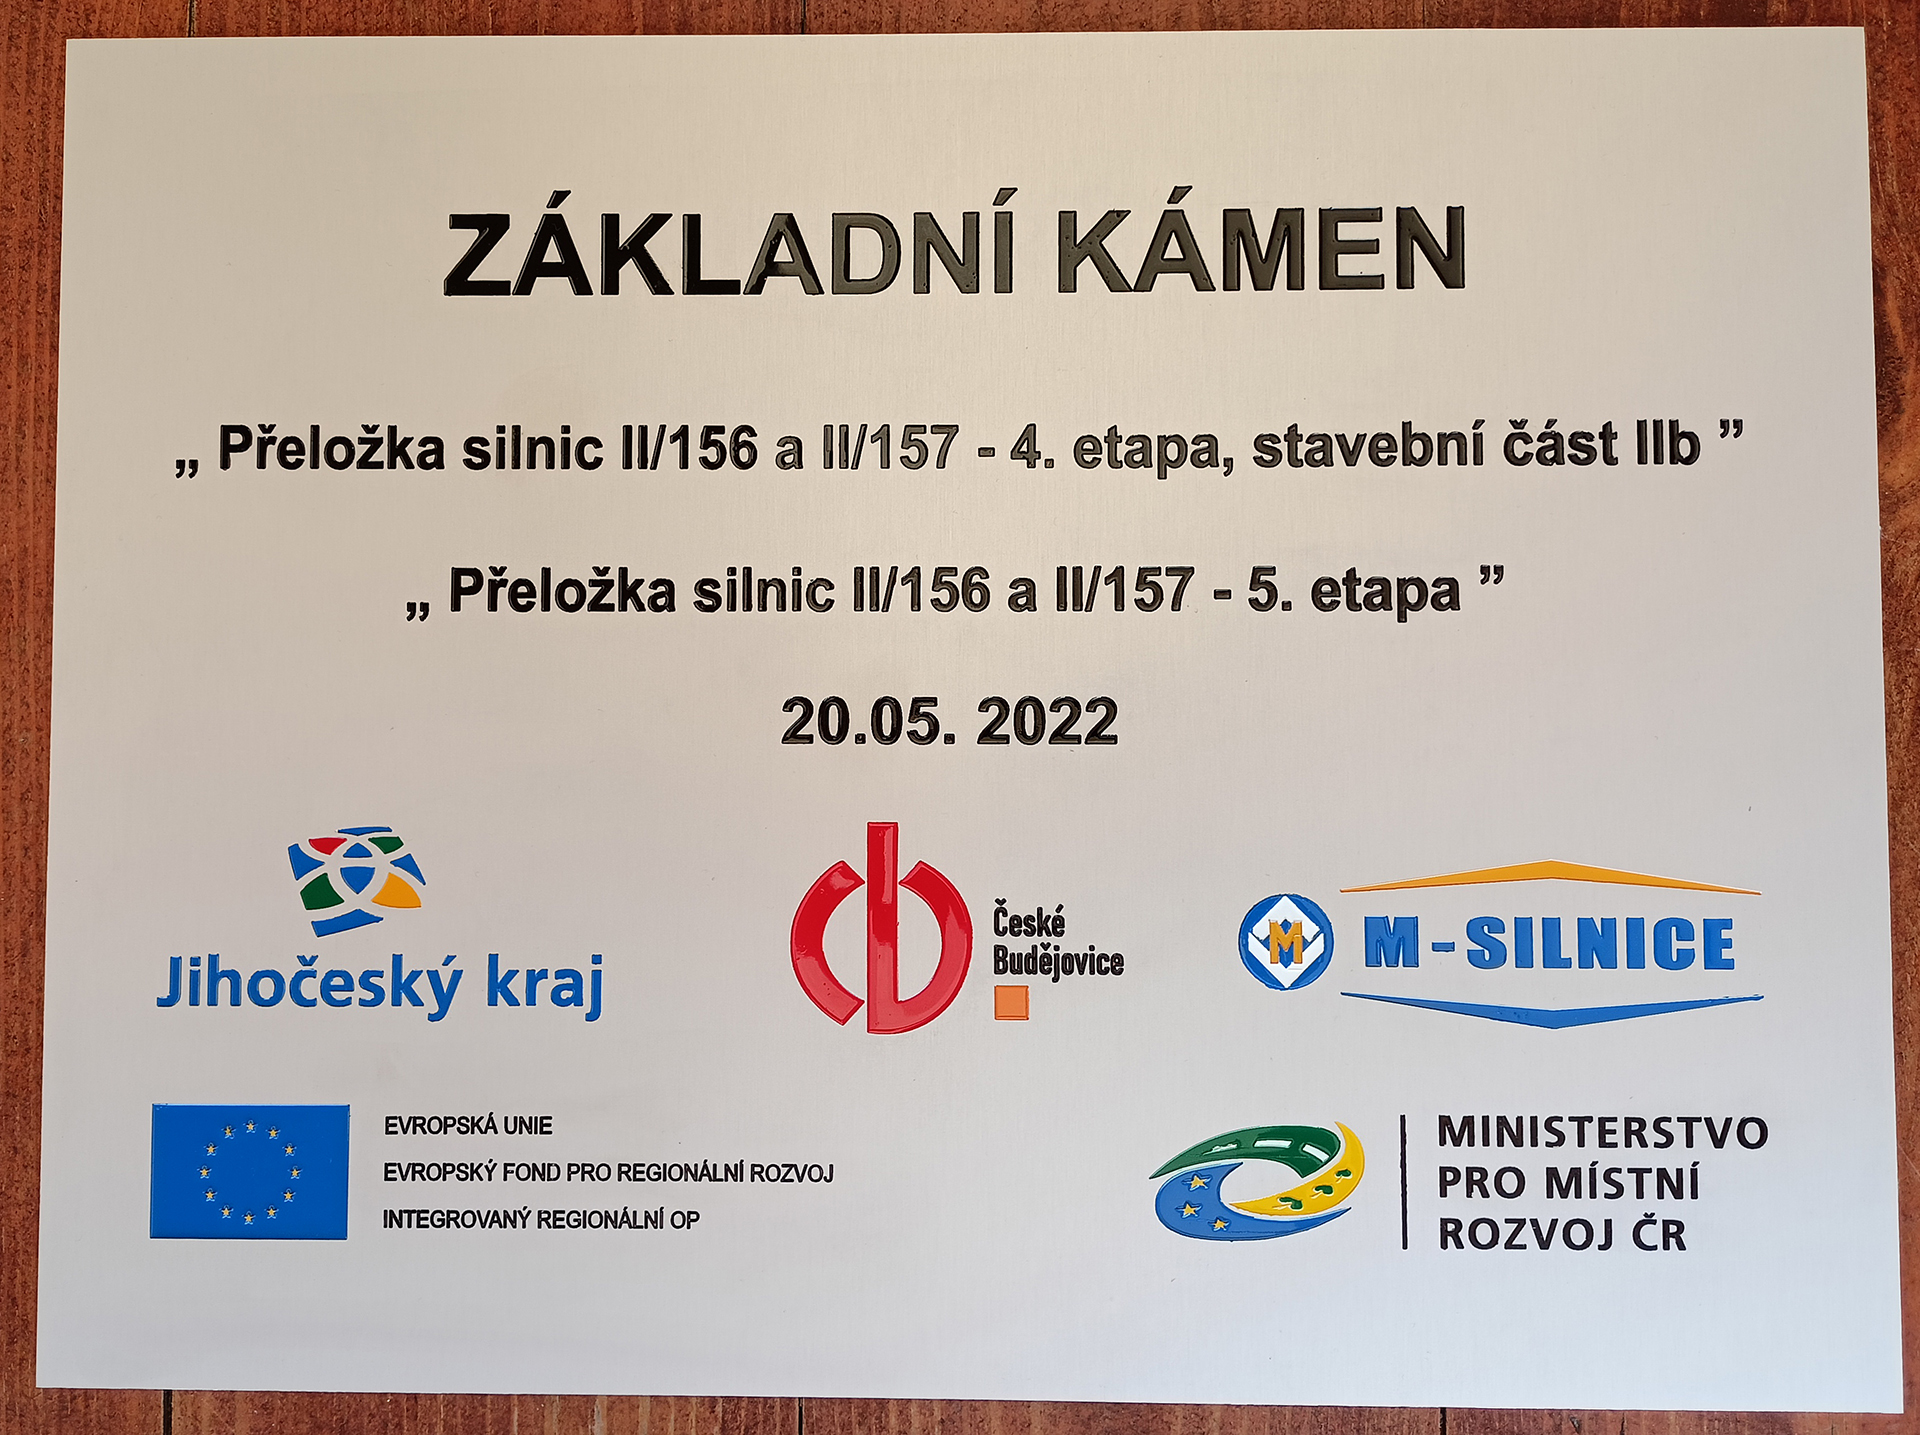 ZÁKLADNÍ KÁMEN
„ Přeložka silnic II/156 a II/157 - 4. etapa, stavební část IIb ”
„ Přeložka silnic II/156 a II/157 - 5. etapa ”
20.05. 2022
Jihočeský kraj
cb
České
Budějovice
M
M-SILNICE
EVROPSKÁ UNIE
EVROPSKÝ FOND PRO REGIONÁLNÍ ROZVOJ
INTEGROVANÝ REGIONÁLNÍ OP
MINISTERSTVO
PRO MÍSTNÍ
ROZVOJ ČR